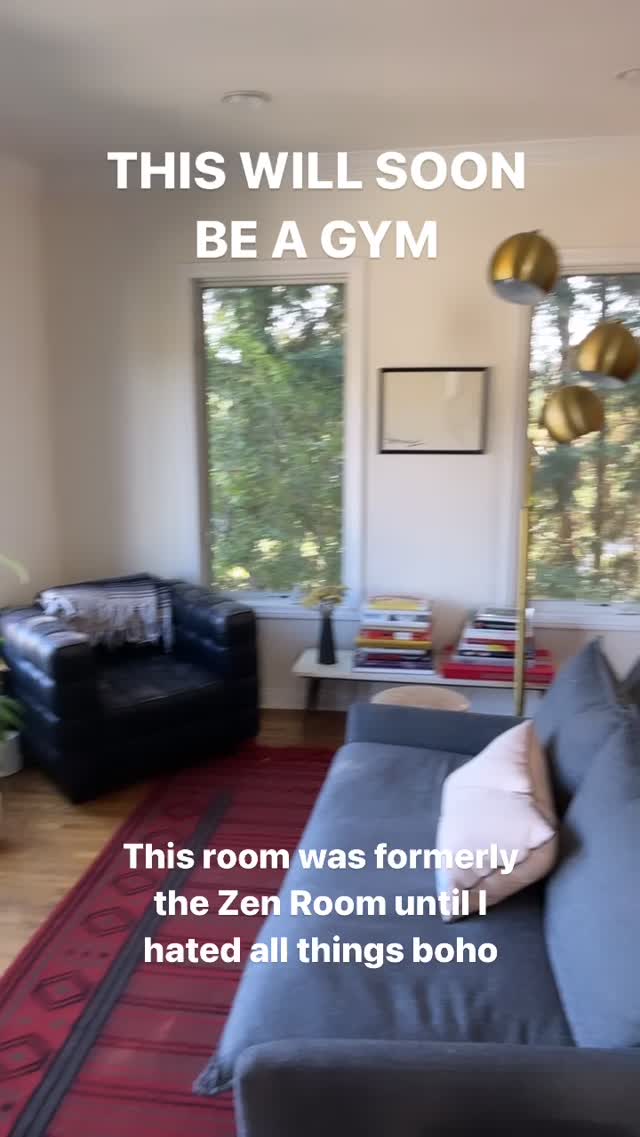 THIS WILL SOON
BE A GYM
This room was formerly
the Zen Room until I
hated all things boho